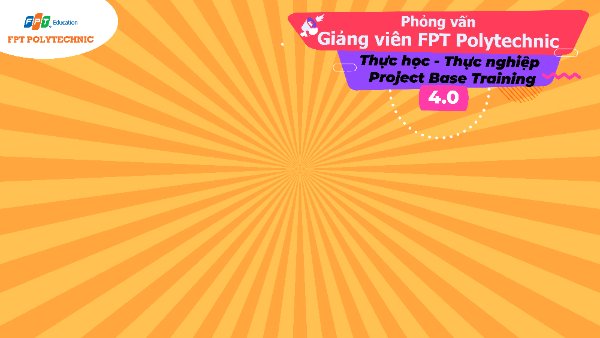 FPT Education
FPT POLYTECHNIC
Phỏng vấn
Giảng viên FPT Polytechnic
Thực học - Thực nghiệp
Project Base Training
4.0